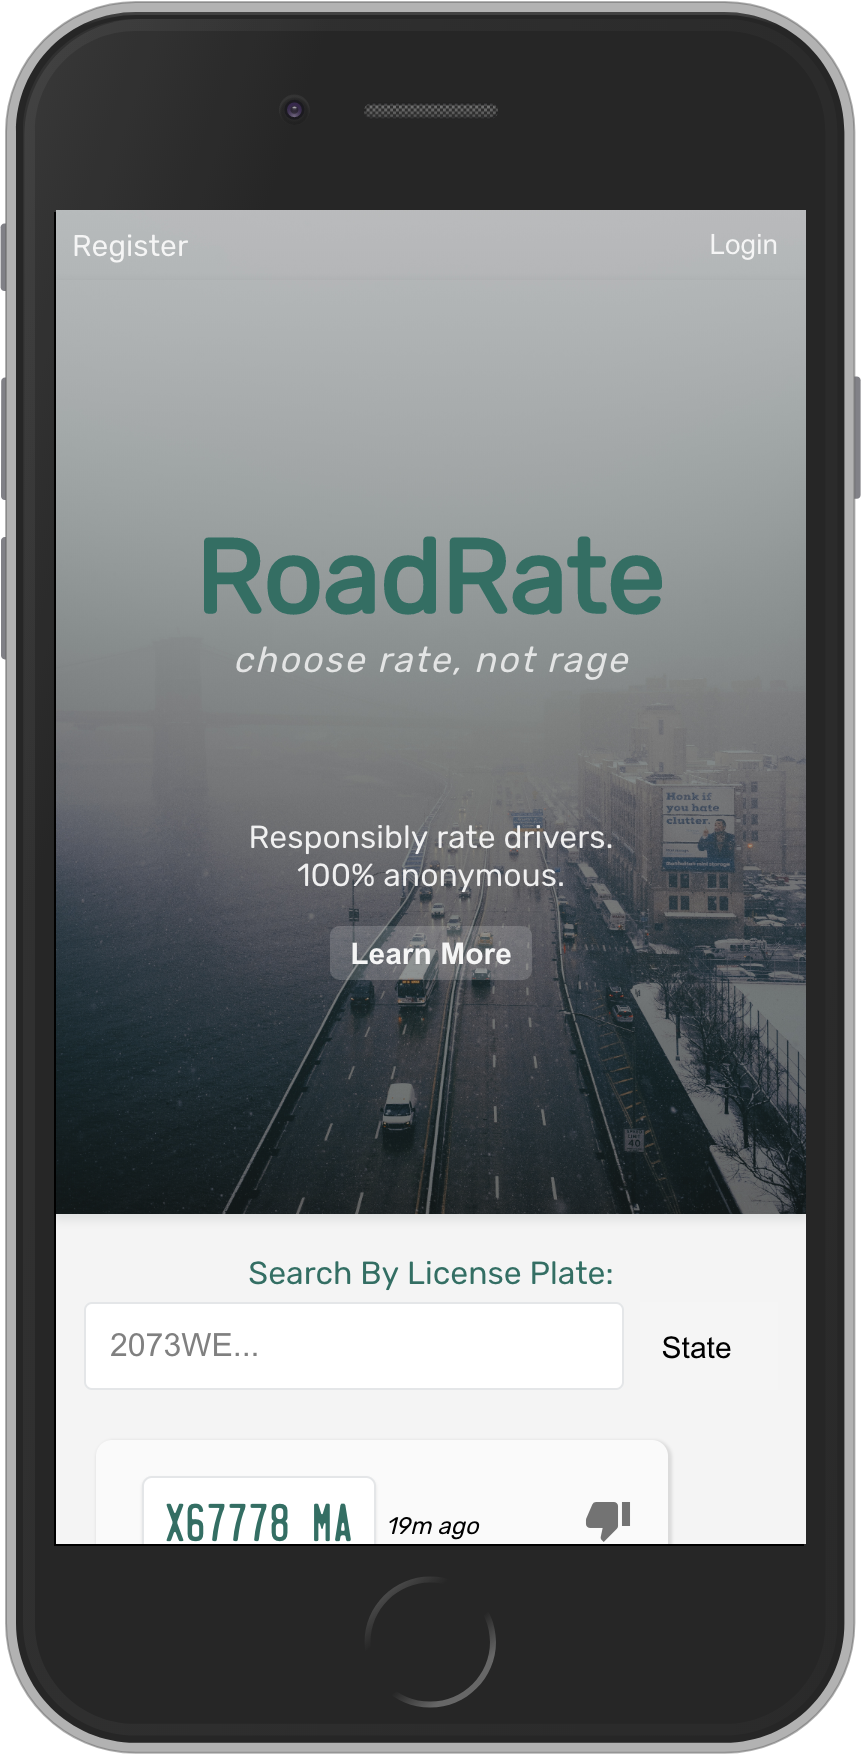 Register
Login
RoadRate
choose rate, not rage
Honk if
you hate
clutter.
Responsibly rate drivers.
100% anonymous.
Learn More
40
Search By License Plate:
2073WE...
State
X67778 MA
19m ago